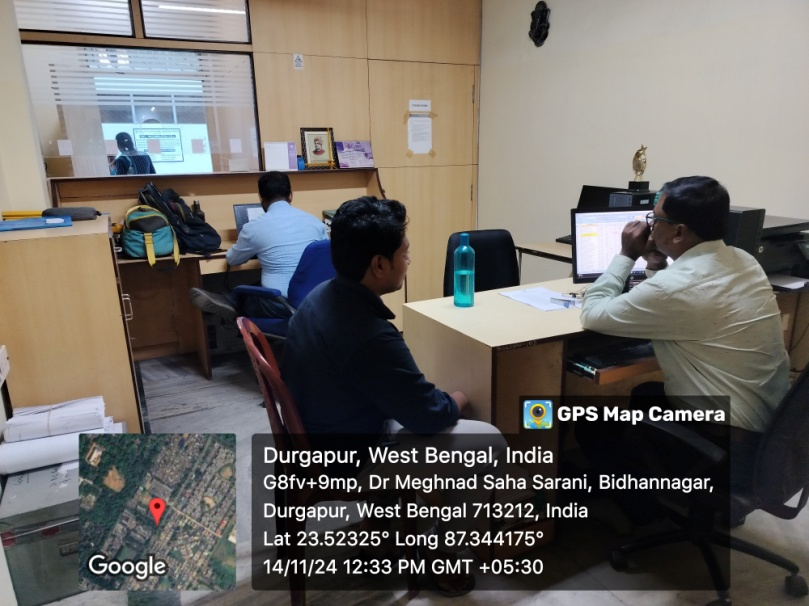 GPS Map Camera
Durgapur, West Bengal, India
G8fv+9mp, Dr Meghnad Saha Sarani, Bidhannagar,
Durgapur, West Bengal 713212, India
Lat 23.52325° Long 87.344175°
14/11/24 12:33 PM GMT +05:30
Google